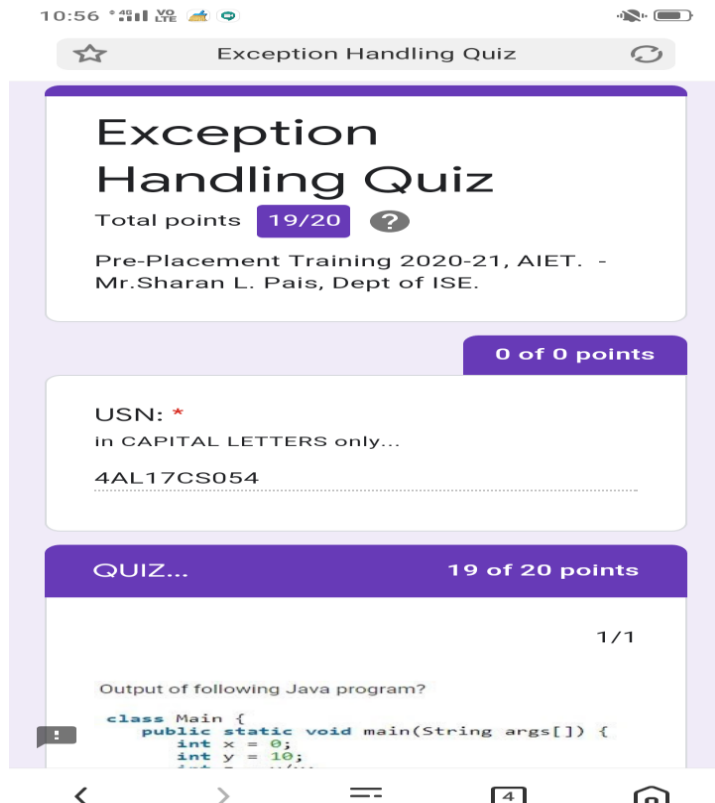 10:56 4G VO LTE
Exception Handling Quiz
Exception
Handling Quiz
Total points 19/20 ?
Pre-Placement Training 2020-21, AIET. -
Mr.Sharan L. Pais, Dept of ISE.
0 of 0 points
USN: *
in CAPITAL LETTERS only...
4AL17CS054
QUIZ...
19 of 20 points
1/1
Output of following Java program?
class Main {
public static void main(String args[]) {
int x = 0;
int y = 10;
!
4